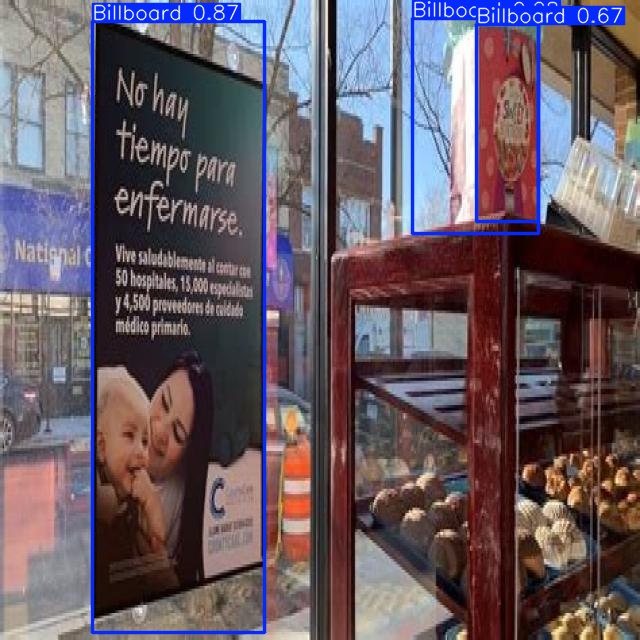 Billboard 0.87
Billboard 0.67
No hay
tiempo para
enfermarse.
Vive saludablemente al contar con
50 hospitales, 15,000 especialistas
y 4,500 proveedores de cuidado
médico primario.
National